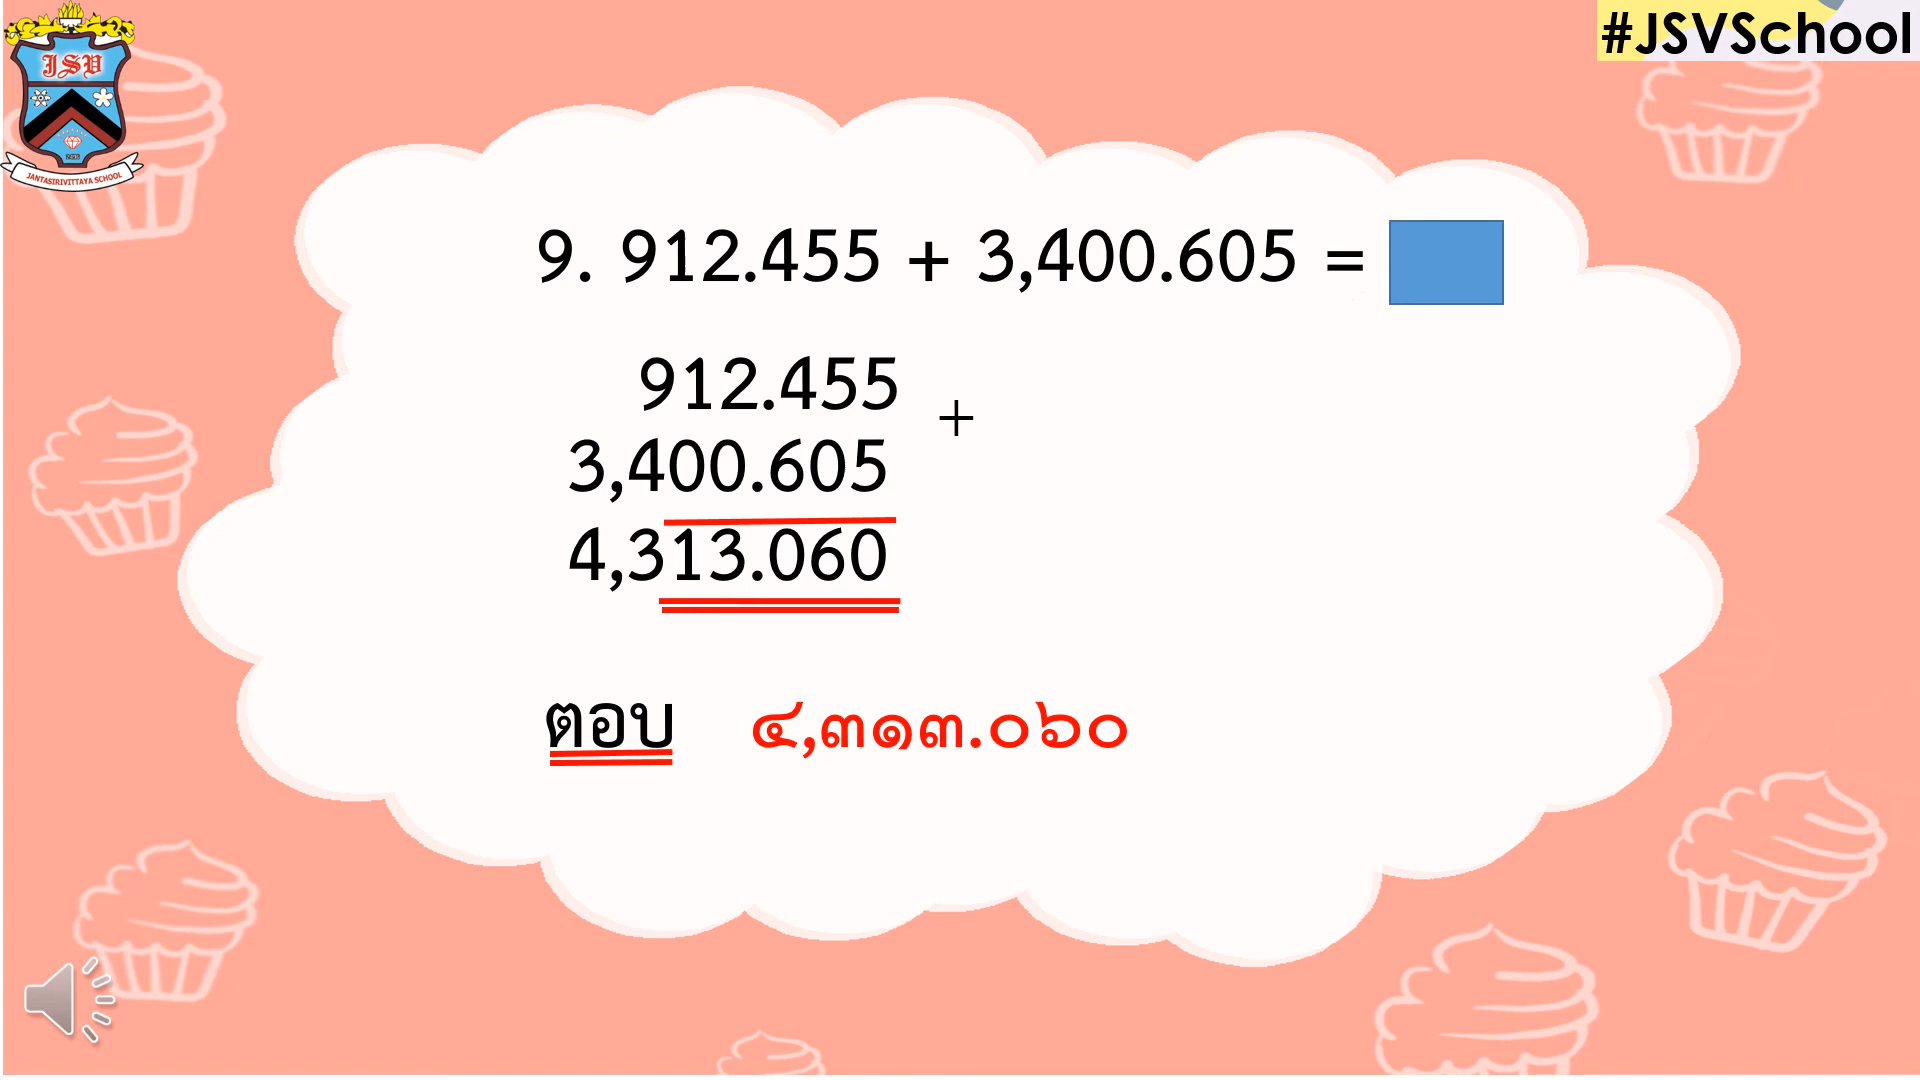 #JSVSchool
JSV
JANTASIRIVITTAYA SCHOOL
9. 912.455 + 3,400.605 =
912.455
+
3,400.605
4,313.060
ตอบ ๔,๓๑๓.๐๖๐